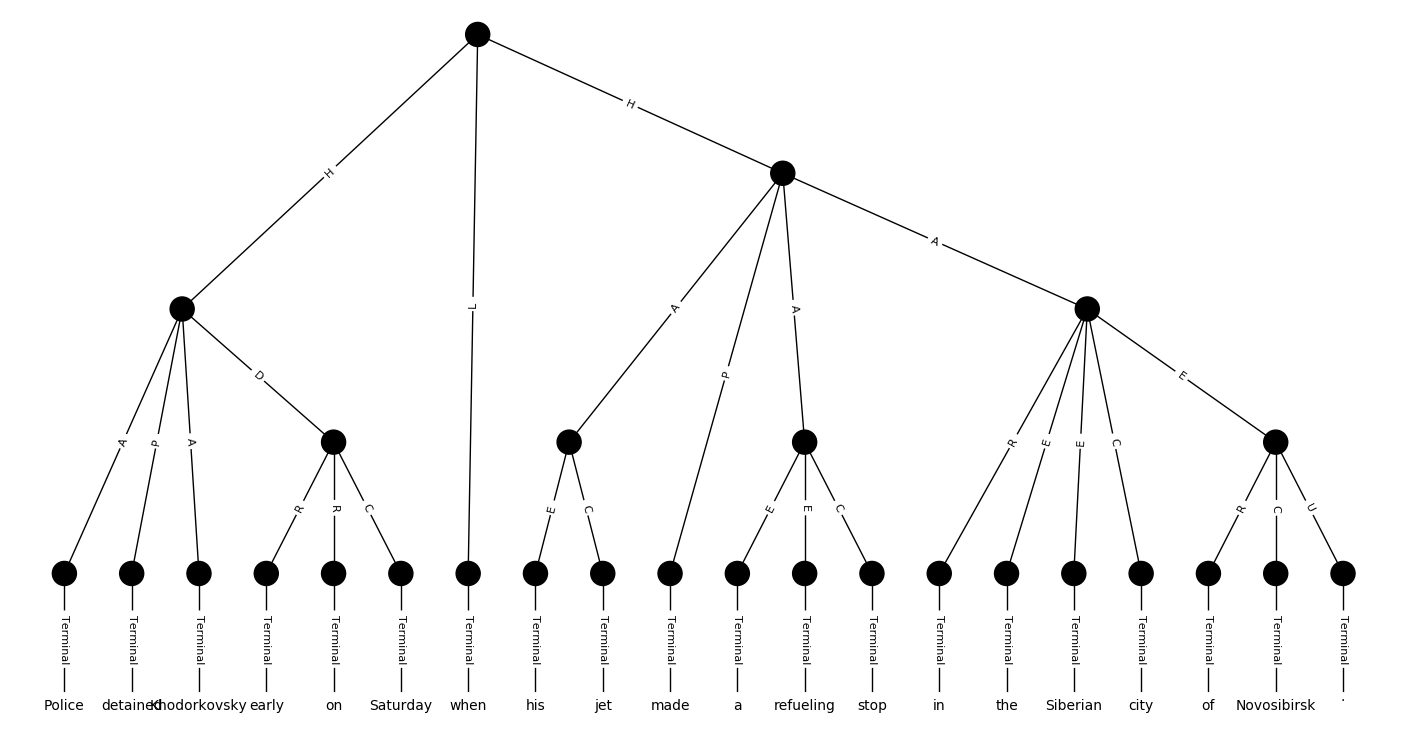 H
H
H
L
A
A
A
P
D
E
A
P
A
R
E
E
C
R
R
C
E
C
E
E
C
R
C
U
Terminal Terminal Terminal Terminal Terminal Terminal Terminal Terminal Terminal Terminal Terminal Terminal Terminal Terminal Terminal Terminal Terminal Terminal Terminal Terminal
Police detained Khodorkovsky early on Saturday when his jet made a refueling stop in the Siberian city of Novosibirsk .